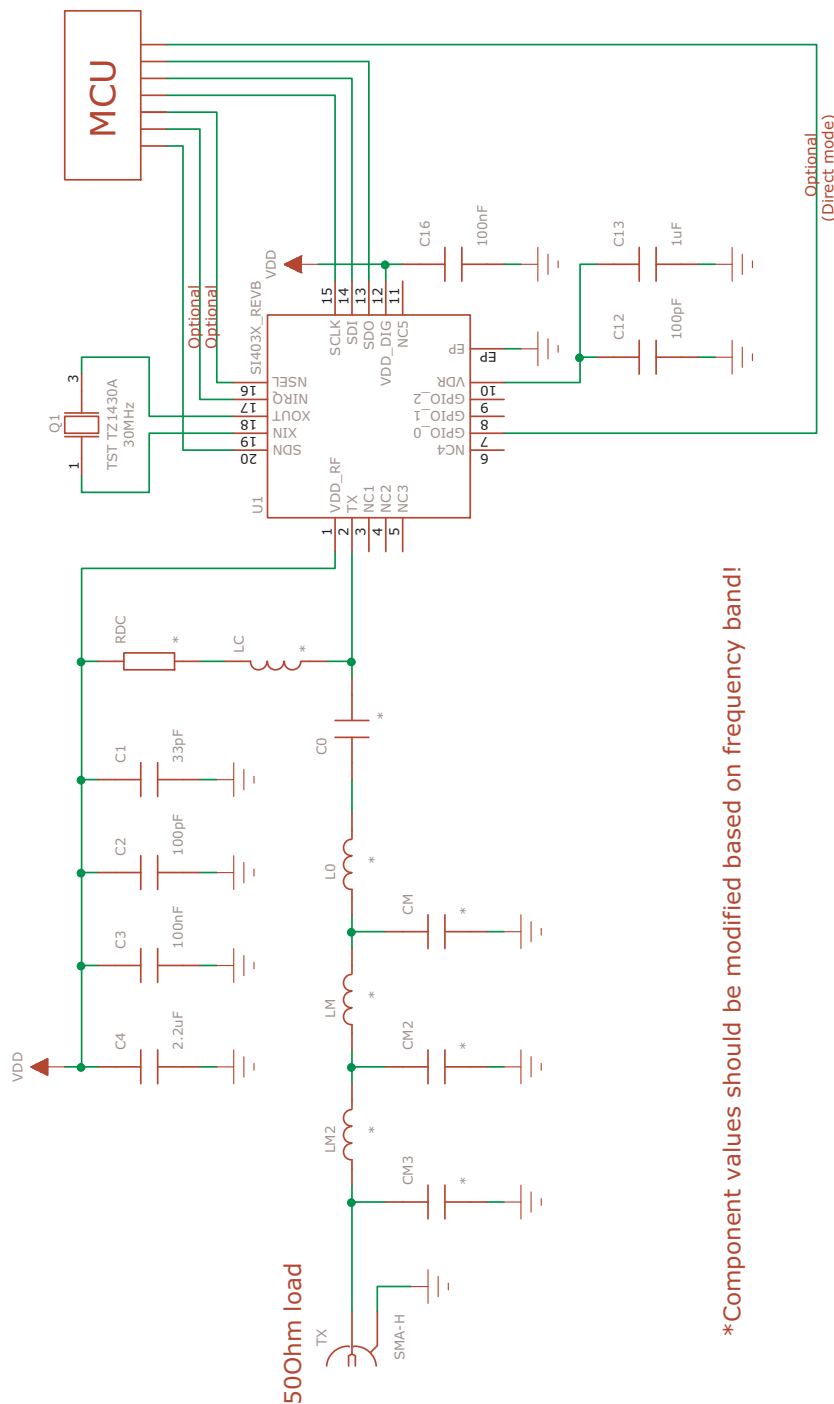 VDD
C4
2.2uF
C3
100nF
C2
100pF
C1
33pF
RDC
*
LC
*
Q1
1
3
TST TZ1430A
30MHz
MCU
Optional
Optional
50Ohm load
TX
SMA-H
LM2
*
CM3
*
LM
*
CM2
*
L0
*
CM
*
C0
*
U1
SI403X_REVB
20
SDN
19
XIN
18
XOUT
17
NIRQ
16
NSEL
1
VDD_RF
2
TX
3
NC1
4
NC2
5
NC3
15
SCLK
14
SDI
13
SDO
12
VDD_DIG
11
NC5
6
NC4
7
GPIO_0
8
GPIO_1
9
GPIO_2
10
VDR
EP
EP
VDD
C16
100nF
C12
100pF
C13
1uF
*Component values should be modified based on frequency band!
Optional
(Direct mode)